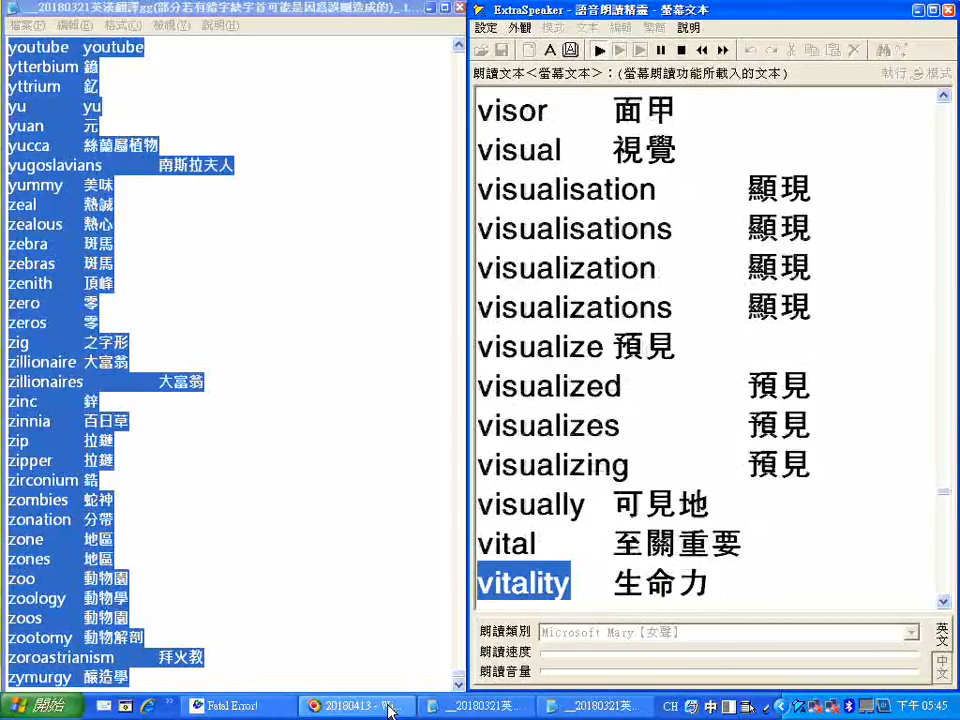 __20180321英漢翻譯gg(部分若有錯字缺字首可能是因為誤刪造成的)
檔案(F) 編輯(E) 格式(O) 檢視(V) 說明(H)
youtube youtube
ytterbium 鐿
yttrium 釔
yu yu
yuan 元
yucca 絲蘭屬植物
yugoslavians 南斯拉夫人
yummy 美味
zeal 熱誠
zealous 熱心
zebra 斑馬
zebras 斑馬
zenith 頂峰
zero 零
zeros 零
zig 之字形
zillionaire 大富翁
zillionaires 大富翁
zinc 鋅
zinnia 百日草
zip 拉鏈
zipper 拉鏈
zirconium 鋯
zombies 蛇神
zonation 分帶
zone 地區
zones 地區
zoo 動物園
zoology 動物學
zoos 動物園
zootomy 動物解剖
zoroastrianism 拜火教
zymurgy 釀造學
ExtraSpeaker - 語音朗讀精靈 - 螢幕文本
設定 外觀 模式 文本 編輯 繁簡 說明
朗讀文本<螢幕文本>：(螢幕朗讀功能所載入的文本) 執行 模式
visor 面甲
visual 視覺
visualisation 顯現
visualisations 顯現
visualization 顯現
visualizations 顯現
visualize 預見
visualized 預見
visualizes 預見
visualizing 預見
visually 可見地
vital 至關重要
vitality 生命力
朗讀類別 Microsoft Mary【女聲】 英文
朗讀速度
朗讀音量 中文
開始 Fatal Error! 20180413 - __20180321英... __20180321英... CH 中 下午 05:45